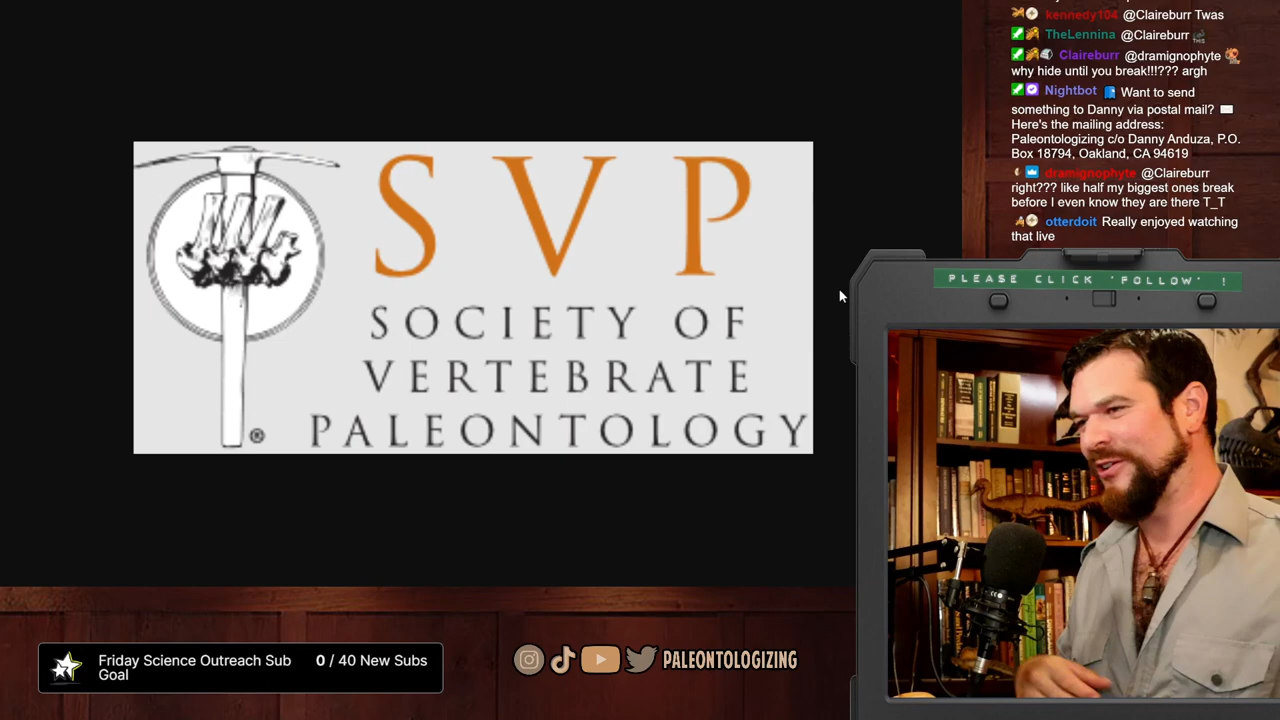 kennedy104 @Claireburr Twas
TheLennina @Claireburr
Claireburr @dramignophyte
why hide until you break!!!??? argh
Nightbot Want to send
something to Danny via postal mail?
Here's the mailing address:
Paleontologizing c/o Danny Anduza, P.O.
Box 18794, Oakland, CA 94619
dramignophyte @Claireburr
right??? like half my biggest ones break
before I even know they are there T_T
otterdoit Really enjoyed watching
that live
SVP
SOCIETY OF
VERTEBRATE
PALEONTOLOGY
®
PLEASE CLICK 'FOLLOW' !
Friday Science Outreach Sub
Goal
0 / 40 New Subs
PALEONTOLOGIZING